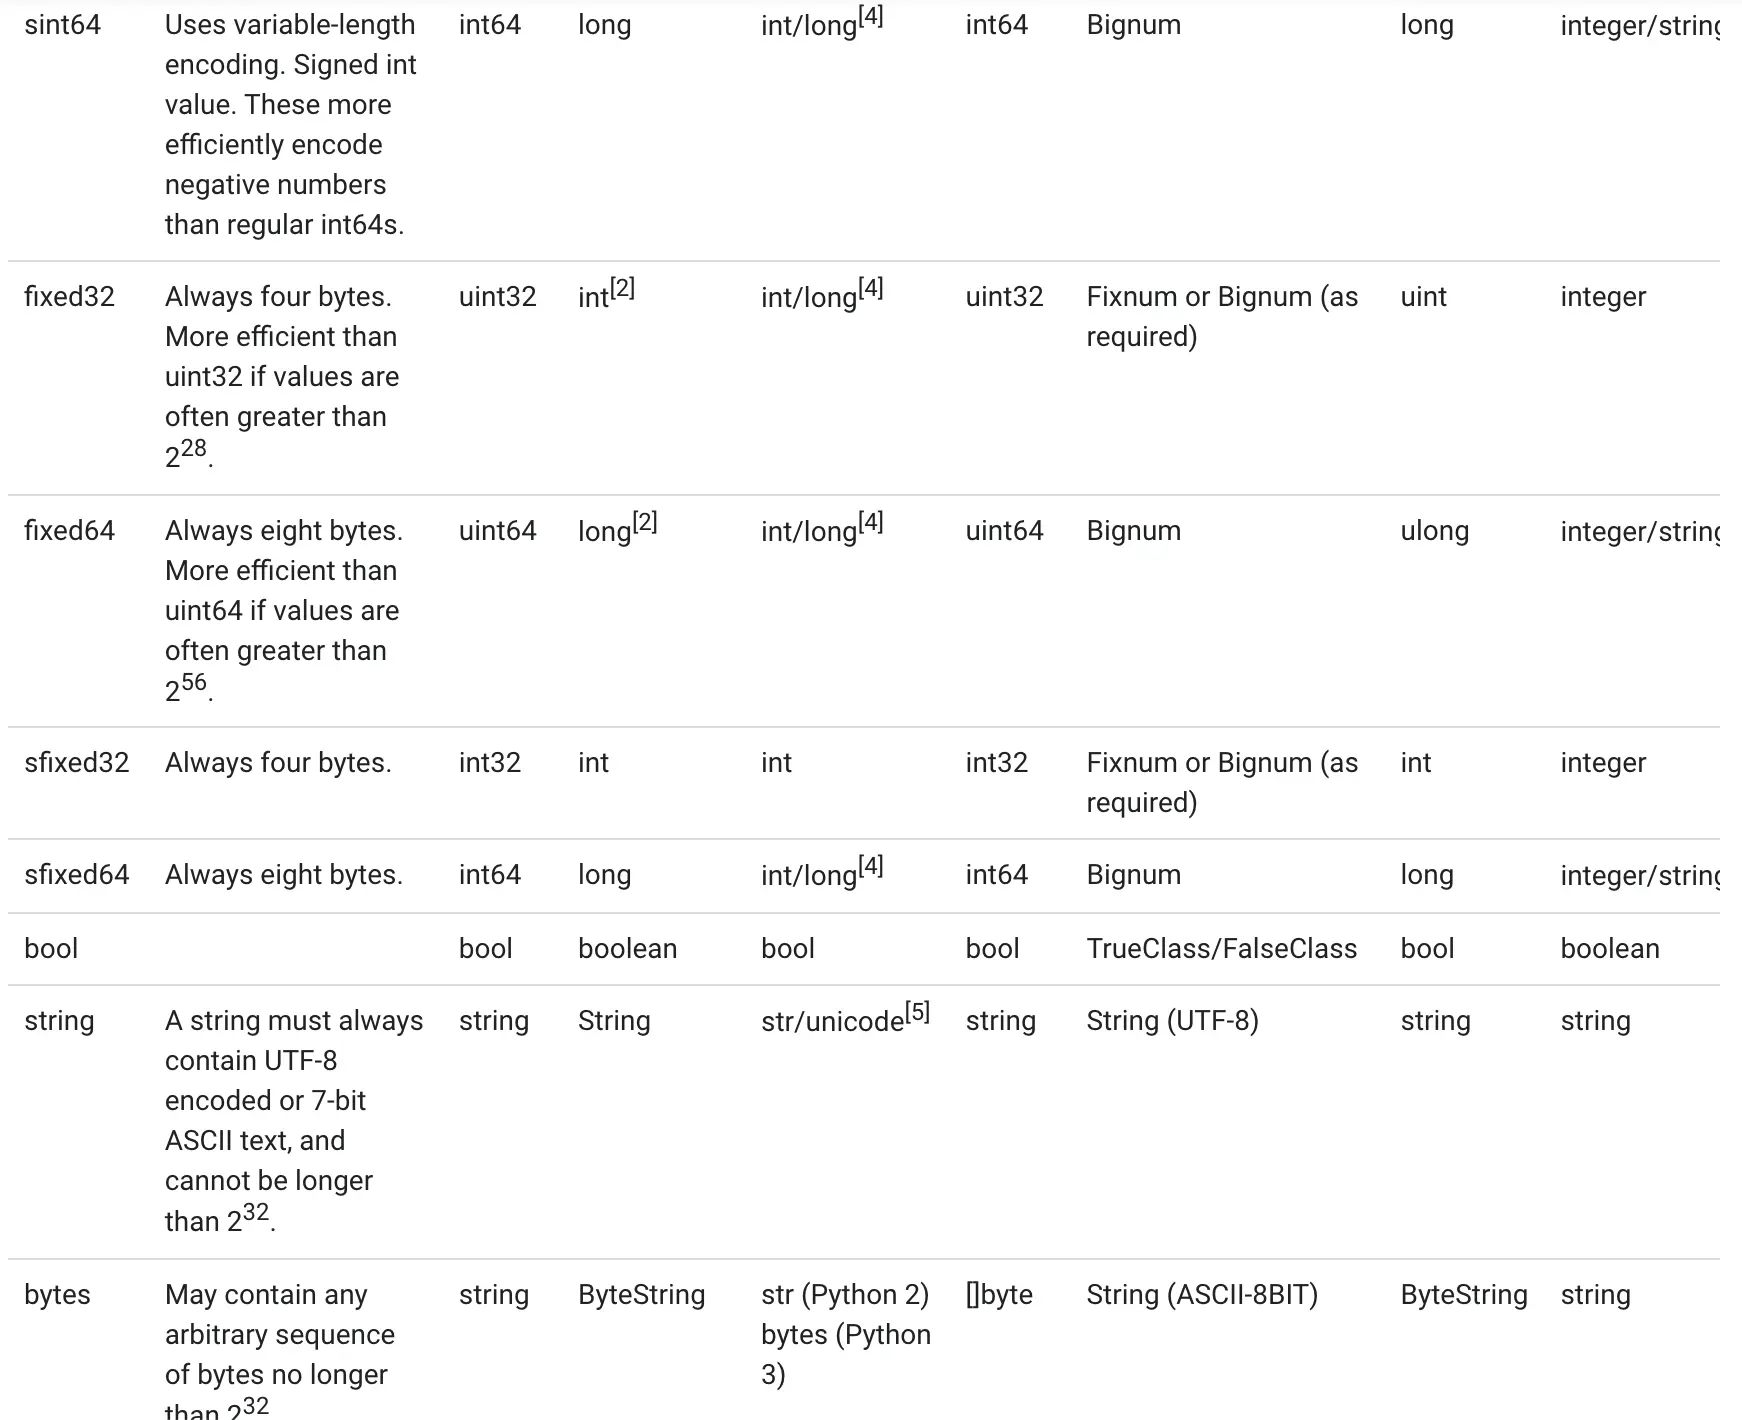 sint64 Uses variable-length int64 long int/long[4] int64 Bignum long integer/string
encoding. Signed int
value. These more
efficiently encode
negative numbers
than regular int64s.
fixed32 Always four bytes. uint32 int[2] int/long[4] uint32 Fixnum or Bignum (as uint integer
More efficient than required)
uint32 if values are
often greater than
2^28.
fixed64 Always eight bytes. uint64 long[2] int/long[4] uint64 Bignum ulong integer/string
More efficient than
uint64 if values are
often greater than
2^56.
sfixed32 Always four bytes. int32 int int int32 Fixnum or Bignum (as int integer
required)
sfixed64 Always eight bytes. int64 long int/long[4] int64 Bignum long integer/string
bool bool boolean bool bool TrueClass/FalseClass bool boolean
string A string must always string String str/unicode[5] string String (UTF-8) string string
contain UTF-8
encoded or 7-bit
ASCII text, and
cannot be longer
than 2^32.
bytes May contain any string ByteString str (Python 2) []byte String (ASCII-8BIT) ByteString string
arbitrary sequence bytes (Python
of bytes no longer 3)
than 2^32